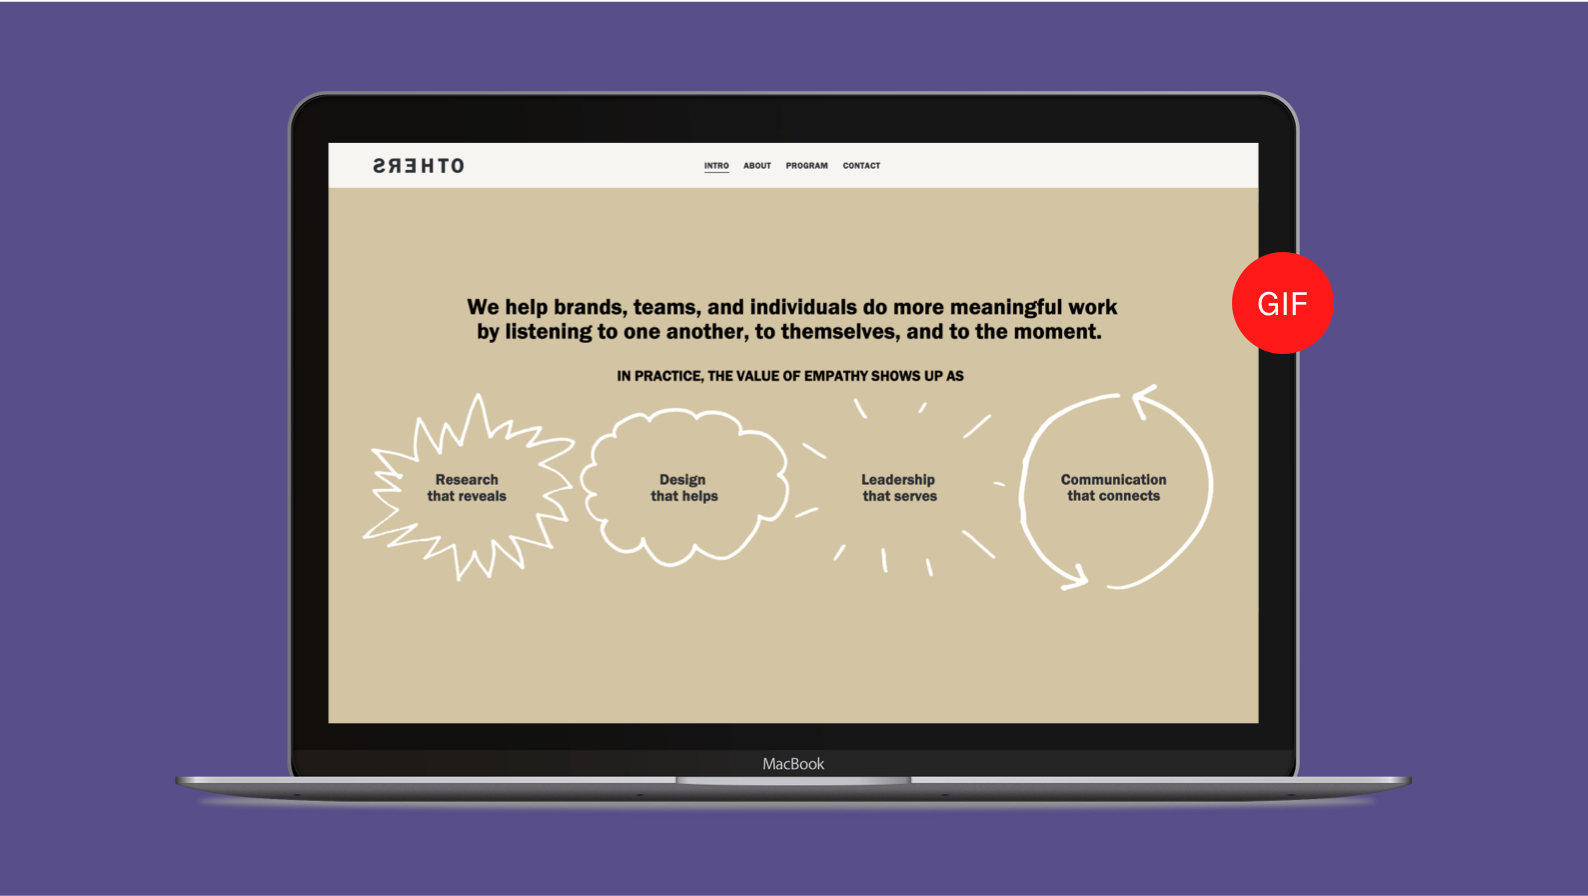 OTHERS
INTRO ABOUT PROGRAM CONTACT
We help brands, teams, and individuals do more meaningful work
by listening to one another, to themselves, and to the moment.
IN PRACTICE, THE VALUE OF EMPATHY SHOWS UP AS
Research
that reveals
Design
that helps
Leadership
that serves
Communication
that connects
GIF
MacBook